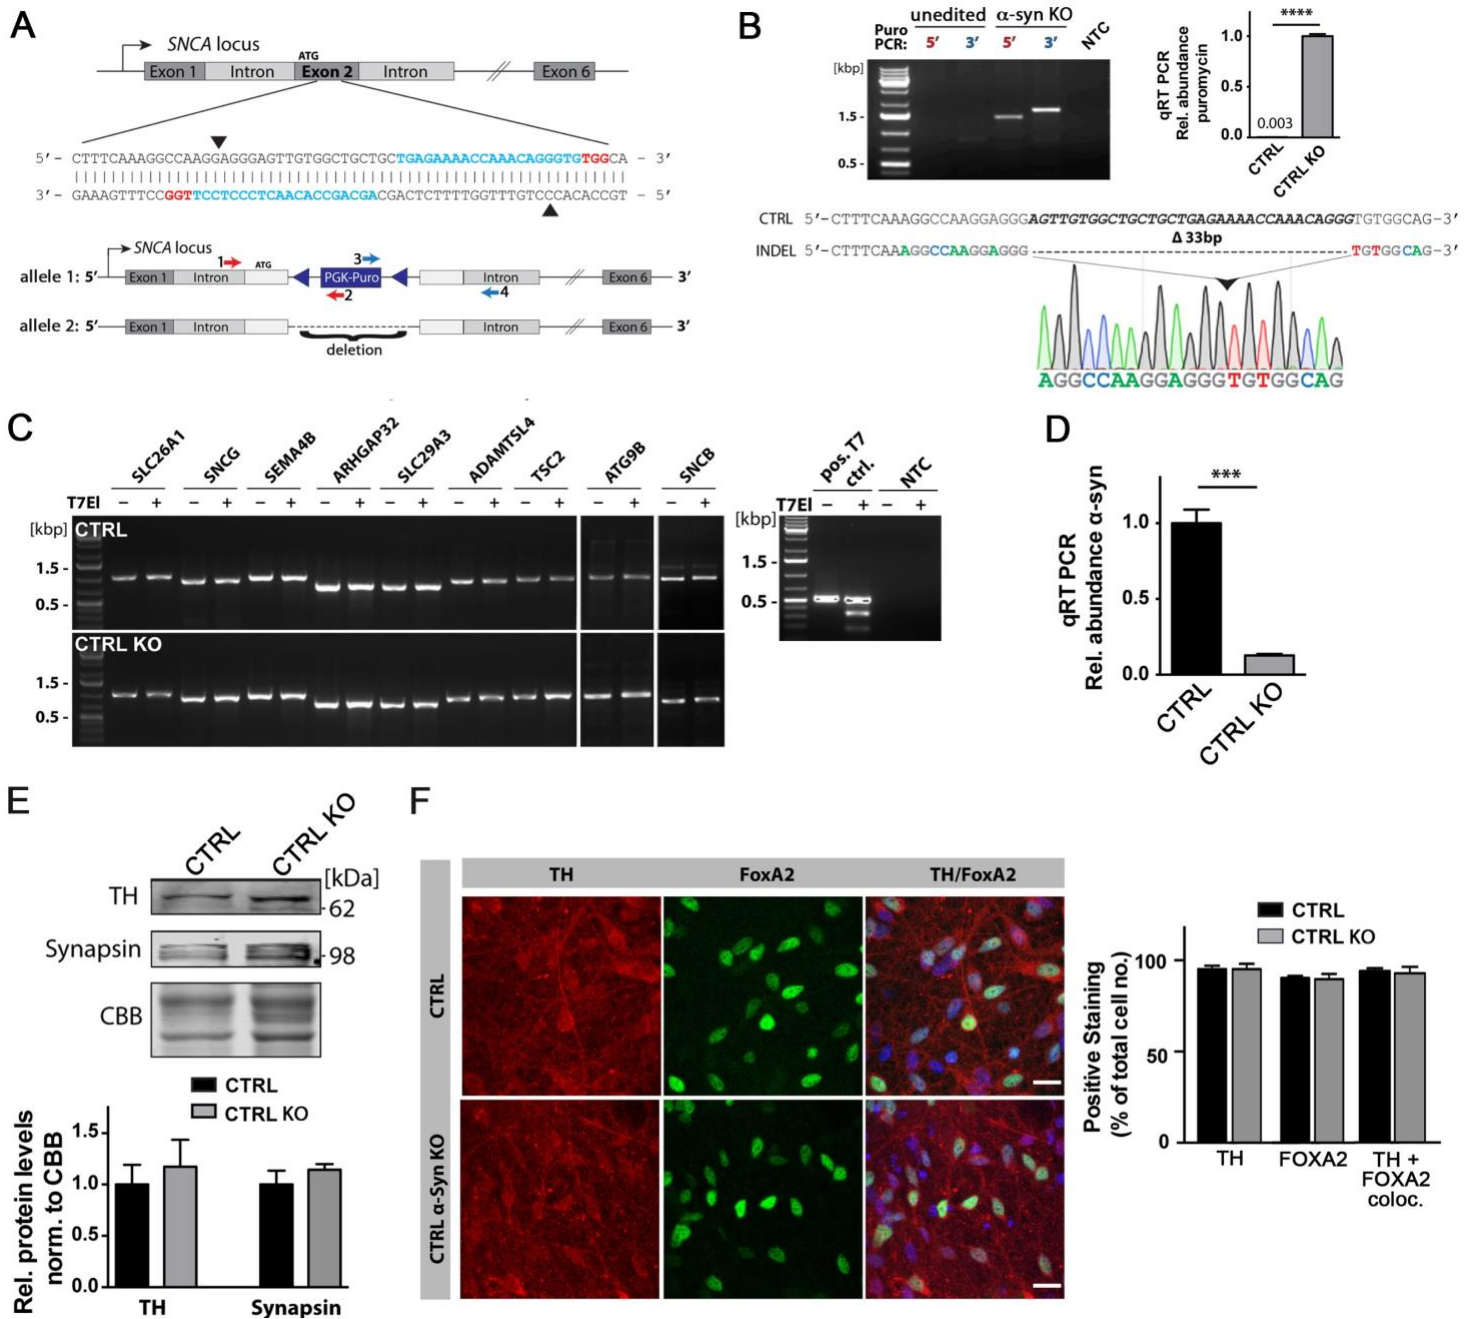 A
SNCA locus
ATG
Exon 1 Intron Exon 2 Intron Exon 6
5′ - CTTTCAAAGGCCAAGGAGGGAGTTGTGGCTGCTGCTGAGAAAACCAAACAGGGTGTGGCA - 3′
3′ - GAAAGTTTCCGGTTCCTCCCTCAACACCGACGACGACTCTTTTGGTTTGTCCCACACCGT - 5′
SNCA locus
1 ATG 3
allele 1: 5′ Exon 1 Intron PGK-Puro Intron Exon 6 3′
2 4
allele 2: 5′ Exon 1 Intron Intron Exon 6 3′
deletion
B
unedited α-syn KO
Puro PCR: 5′ 3′ 5′ 3′ NTC
[kbp]
1.5 -
0.5 -
qRT PCR
Rel. abundance
puromycin
****
1.0
0.5
0.0
0.003
CTRL
CTRL KO
CTRL 5′-CTTTCAAAGGCCAAGGAGGGAGTTGTGGCTGCTGCTGAGAAAACCAAACAGGGTGTGGCAG-3′
Δ 33bp
INDEL 5′-CTTTCAAAGGCCAAGGAGGG TGTGGCAG-3′
AGGCCAAGGAGGGTGTGGCAG
C
SLC26A1 SNCG SEMA4B ARHGAP32 SLC29A3 ADAMTSL4 TSC2 ATG9B SNCB
T7EI − + − + − + − + − + − + − + − + − +
[kbp]
CTRL
1.5 -
0.5 -
CTRL KO
1.5 -
0.5 -
pos. T7 ctrl. NTC
T7EI − + − +
[kbp]
1.5 -
0.5 -
D
qRT PCR
Rel. abundance α-syn
***
1.0
0.5
0.0
CTRL
CTRL KO
E
CTRL CTRL KO
[kDa]
TH
-62
Synapsin
-98
CBB
CTRL
CTRL KO
Rel. protein levels
norm. to CBB
1.5
1.0
0.5
0.0
TH Synapsin
F
TH FoxA2 TH/FoxA2
CTRL
CTRL α-Syn KO
CTRL
CTRL KO
Positive Staining
(% of total cell no.)
100
50
0
TH FOXA2 TH +
FOXA2
coloc.